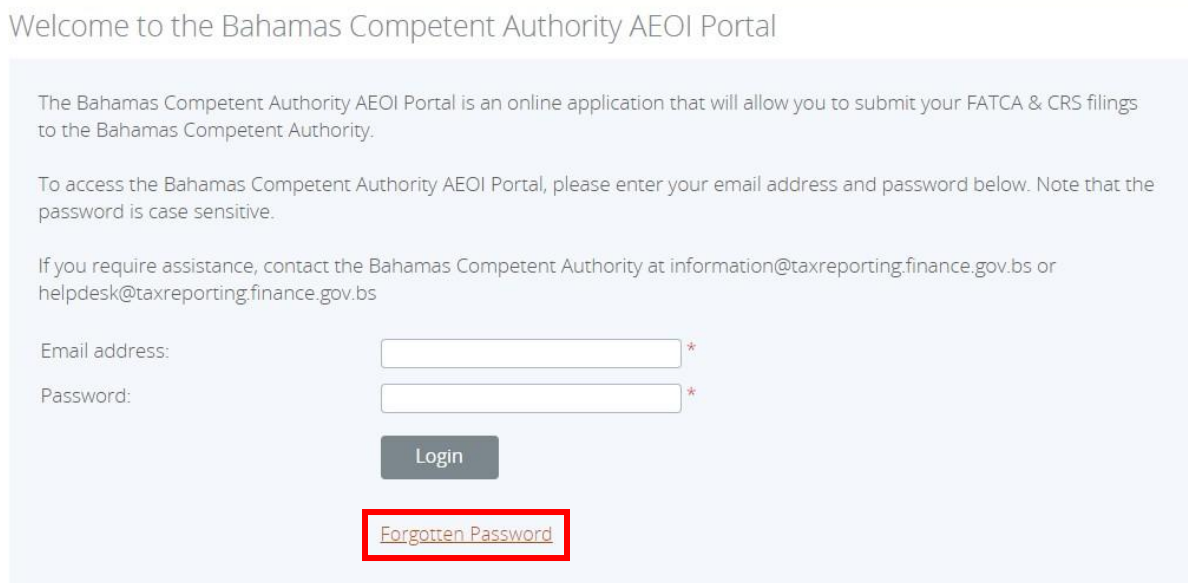 Welcome to the Bahamas Competent Authority AEOI Portal
The Bahamas Competent Authority AEOI Portal is an online application that will allow you to submit your FATCA & CRS filings
to the Bahamas Competent Authority.
To access the Bahamas Competent Authority AEOI Portal, please enter your email address and password below. Note that the
password is case sensitive.
If you require assistance, contact the Bahamas Competent Authority at information@taxreporting.finance.gov.bs or
helpdesk@taxreporting.finance.gov.bs
Email address: *
Password: *
Login
Forgotten Password